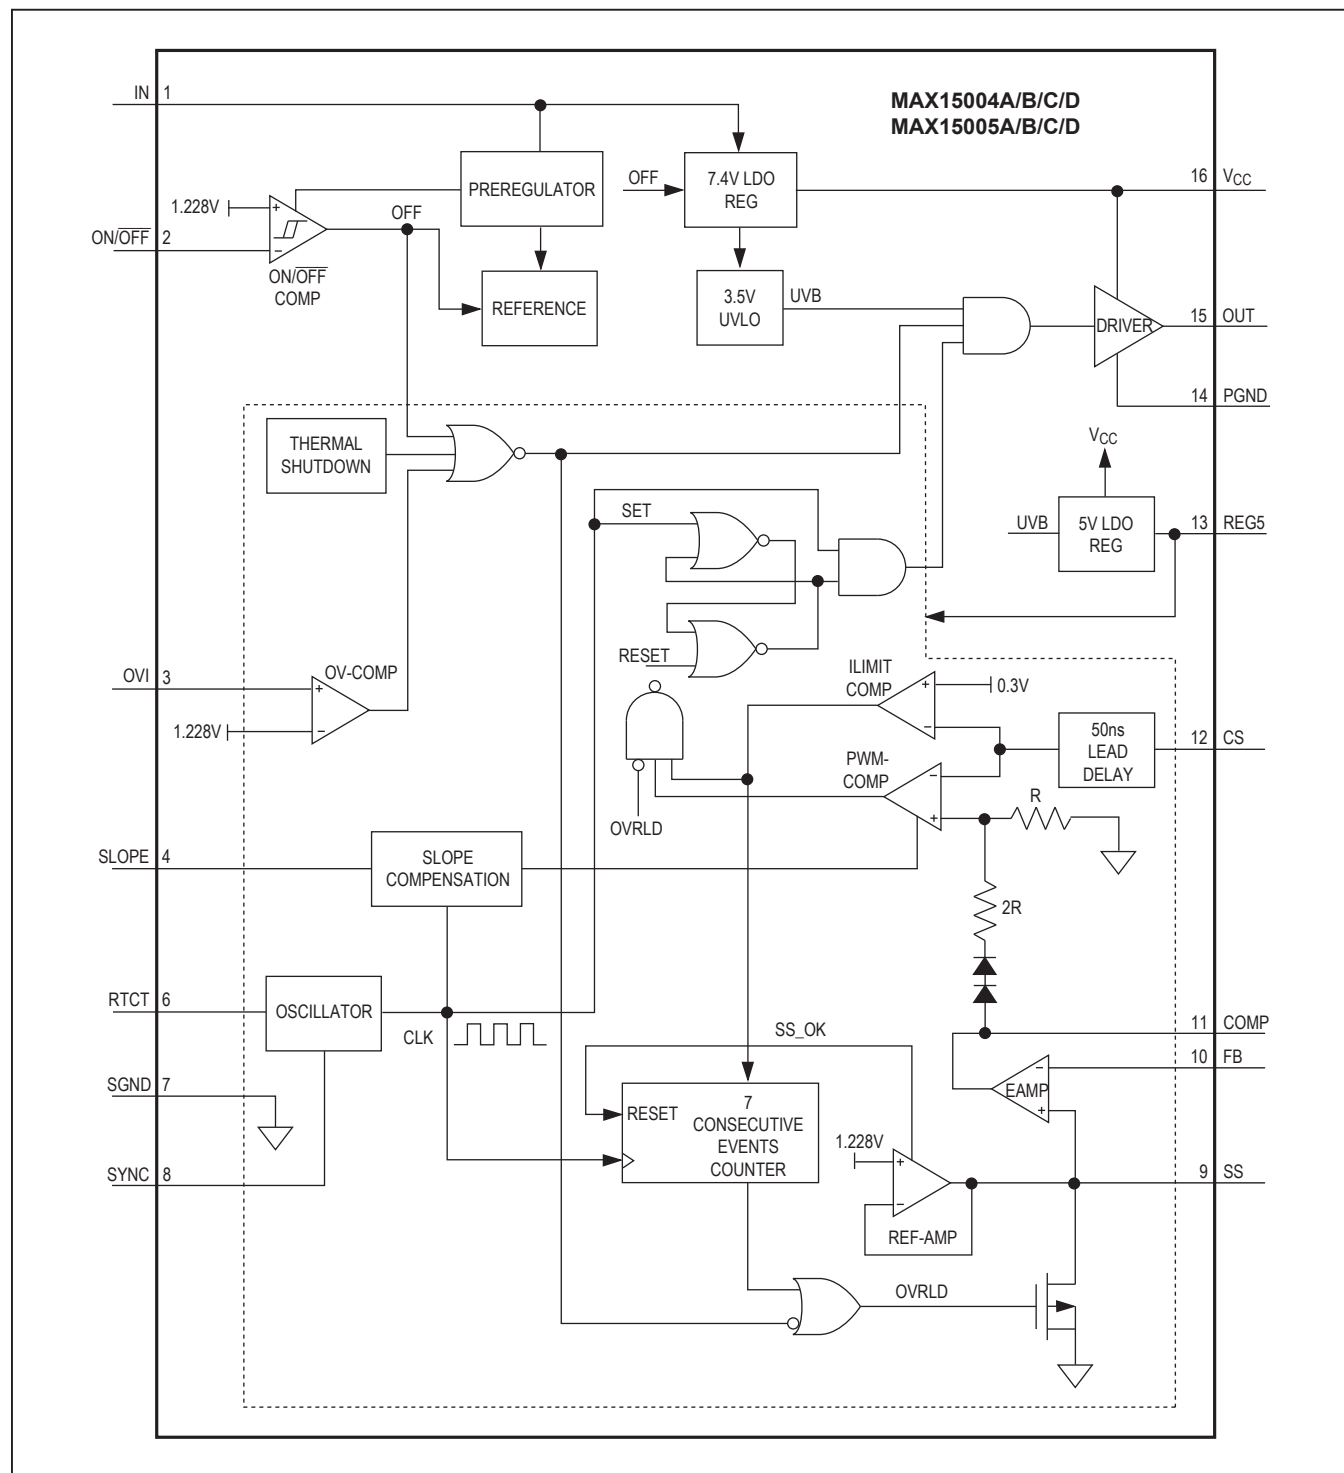 MAX15004A/B/C/D
MAX15005A/B/C/D
IN 1
PREREGULATOR
OFF
7.4V LDO
REG
16 VCC
1.228V
+
−
OFF
ON/OFF 2
ON/OFF
COMP
REFERENCE
3.5V
UVLO
UVB
DRIVER
15 OUT
14 PGND
THERMAL
SHUTDOWN
VCC
SET
UVB
5V LDO
REG
13 REG5
RESET
OVI 3
OV-COMP
+
−
1.228V
ILIMIT
COMP
+
−
0.3V
50ns
LEAD
DELAY
12 CS
PWM-
COMP
−
+
R
OVRLD
SLOPE 4
SLOPE
COMPENSATION
2R
RTCT 6
OSCILLATOR
CLK
SS_OK
11 COMP
10 FB
−
EAMP
+
SGND 7
RESET
7
CONSECUTIVE
EVENTS
COUNTER
1.228V
+
−
REF-AMP
SYNC 8
9 SS
OVRLD